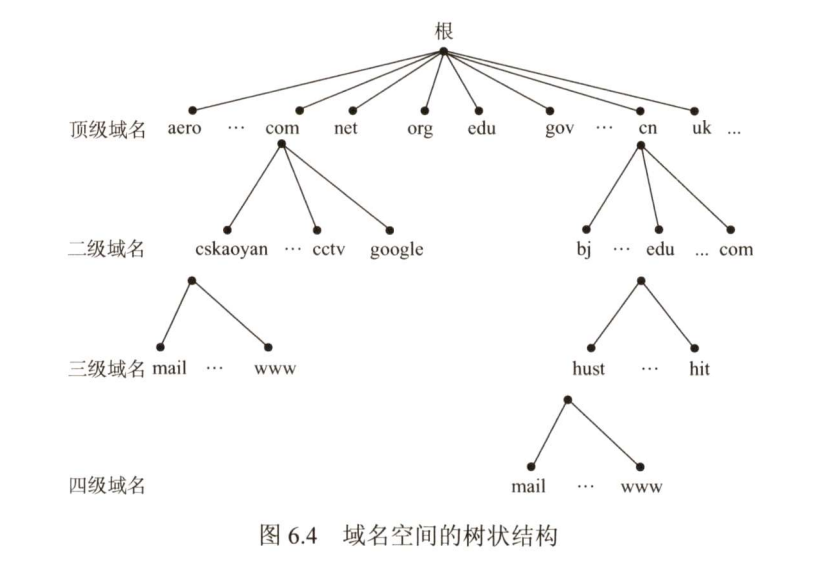 根
顶级域名 aero … com net org edu gov … cn uk ...
二级域名 cskaoyan … cctv google bj … edu ... com
三级域名 mail … www hust … hit
四级域名 mail … www
图 6.4 域名空间的树状结构